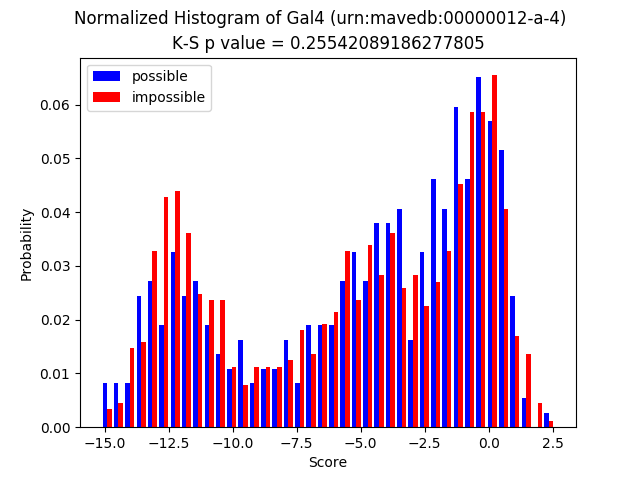 Normalized Histogram of Gal4 (urn:mavedb:00000012-a-4)
K-S p value = 0.25542089186277805
possible
impossible
0.06
0.05
0.04
0.03
0.02
0.01
0.00
Probability
−15.0 −12.5 −10.0 −7.5 −5.0 −2.5 0.0 2.5
Score